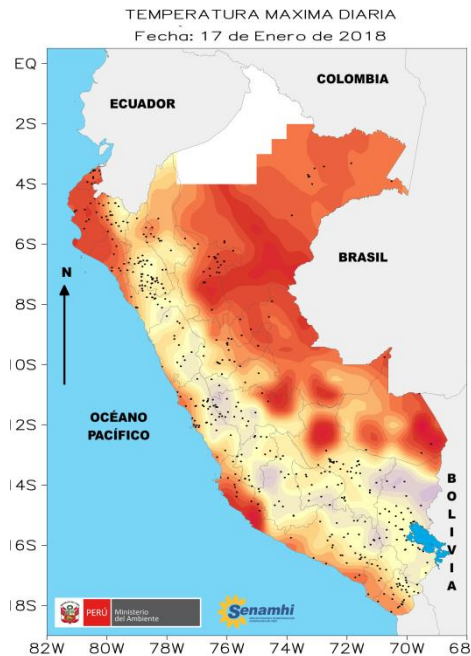 TEMPERATURA MAXIMA DIARIA
Fecha: 17 de Enero de 2018
EQ
COLOMBIA
ECUADOR
2S
4S
6S
BRASIL
N
8S
10S
OCÉANO
PACÍFICO
12S
14S
BOLIVIA
16S
18S
PERÚ
Ministerio
del Ambiente
Senamhi
82W 80W 78W 76W 74W 72W 70W 68